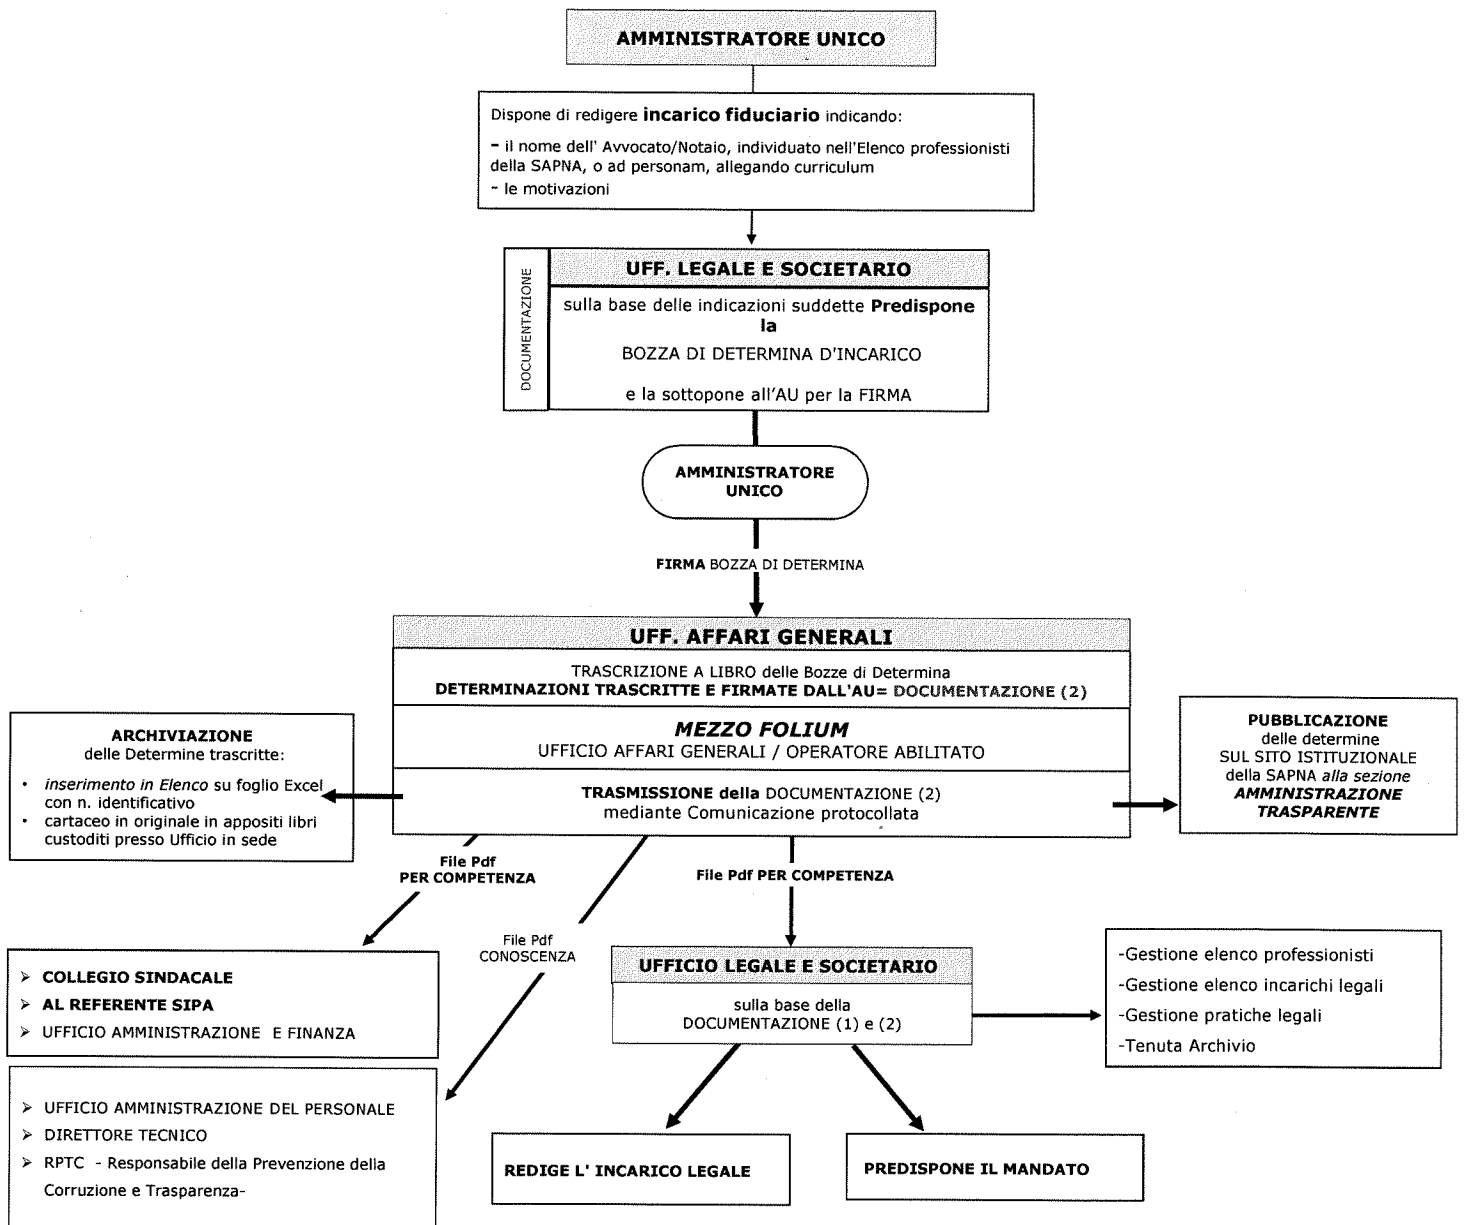 AMMINISTRATORE UNICO
Dispone di redigere incarico fiduciario indicando:
- il nome dell' Avvocato/Notaio, individuato nell'Elenco professionisti
della SAPNA, o ad personam, allegando curriculum
- le motivazioni
DOCUMENTAZIONE
UFF. LEGALE E SOCIETARIO
sulla base delle indicazioni suddette Predispone
la
BOZZA DI DETERMINA D'INCARICO
e la sottopone all'AU per la FIRMA
AMMINISTRATORE
UNICO
FIRMA BOZZA DI DETERMINA
UFF. AFFARI GENERALI
TRASCRIZIONE A LIBRO delle Bozze di Determina
DETERMINAZIONI TRASCRITTE E FIRMATE DALL'AU= DOCUMENTAZIONE (2)
MEZZO FOLIUM
UFFICIO AFFARI GENERALI / OPERATORE ABILITATO
TRASMISSIONE della DOCUMENTAZIONE (2)
mediante Comunicazione protocollata
ARCHIVIAZIONE
delle Determine trascritte:
• inserimento in Elenco su foglio Excel
con n. identificativo
• cartaceo in originale in appositi libri
custoditi presso Ufficio in sede
PUBBLICAZIONE
delle determine
SUL SITO ISTITUZIONALE
della SAPNA alla sezione
AMMINISTRAZIONE
TRASPARENTE
File Pdf
PER COMPETENZA
File Pdf
CONOSCENZA
File Pdf PER COMPETENZA
➢ COLLEGIO SINDACALE
➢ AL REFERENTE SIPA
➢ UFFICIO AMMINISTRAZIONE E FINANZA
➢ UFFICIO AMMINISTRAZIONE DEL PERSONALE
➢ DIRETTORE TECNICO
➢ RPTC - Responsabile della Prevenzione della
Corruzione e Trasparenza-
UFFICIO LEGALE E SOCIETARIO
sulla base della
DOCUMENTAZIONE (1) e (2)
-Gestione elenco professionisti
-Gestione elenco incarichi legali
-Gestione pratiche legali
-Tenuta Archivio
REDIGE L' INCARICO LEGALE
PREDISPONE IL MANDATO